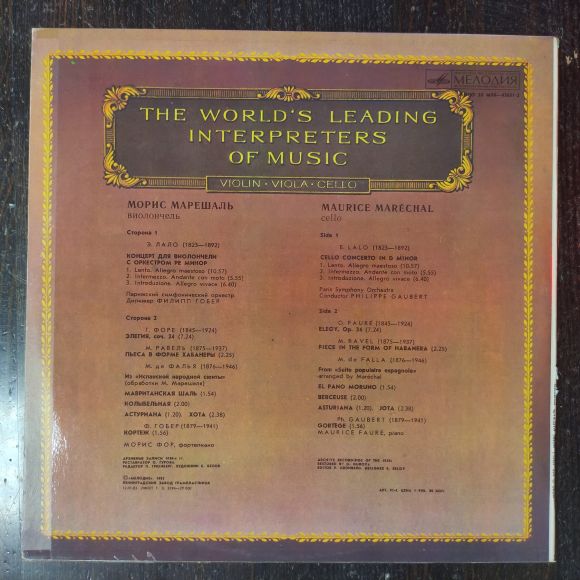 МЕЛОДИЯ
THE WORLD'S LEADING
INTERPRETERS
OF MUSIC
VIOLIN · VIOLA · CELLO
МОРИС МАРЕШАЛЬ
виолончель
Сторона 1
Э. ЛАЛО (1823—1892)
КОНЦЕРТ ДЛЯ ВИОЛОНЧЕЛИ
С ОРКЕСТРОМ РЕ МИНОР
1. Lento. Allegro maestoso (10.57)
2. Intermezzo. Andante con moto (5.55)
3. Introduzione. Allegro vivace (6.40)
Парижский симфонический оркестр
Дирижер ФИЛИПП ГОБЕР
Сторона 2
Г. ФОРЕ (1845—1924)
ЭЛЕГИЯ, соч. 24 (7.24)
М. РАВЕЛЬ (1875—1937)
ПЬЕСА В ФОРМЕ ХАБАНЕРЫ (2.25)
М. де ФАЛЬЯ (1876—1946)
Из «Испанской народной сюиты»
(обработки М. Марешаля)
МАВРИТАНСКАЯ ШАЛЬ (1.54)
КОЛЫБЕЛЬНАЯ (2.00)
АСТУРИАНА (1.20). ХОТА (2.38)
Ф. ГОБЕР (1879—1941)
КОРТЕЖ (1.56)
МОРИС ФОР, фортепиано
MAURICE MARÉCHAL
cello
Side 1
E. LALO (1823—1892)
CELLO CONCERTO IN D MINOR
1. Lento. Allegro maestoso (10.57)
2. Intermezzo. Andante con moto (5.55)
3. Introduzione. Allegro vivace (6.40)
Paris Symphony Orchestra
Conductor PHILIPPE GAUBERT
Side 2
G. FAURE (1845—1924)
ELEGY, Op. 24 (7.24)
M. RAVEL (1875—1937)
PIECE IN THE FORM OF HABANERA (2.25)
M. de FALLA (1876—1946)
From «Suite populaire espagnole»
arranged by Maréchal
EL PANO MORUNO (1.54)
BERCEUSE (2.00)
ASTURIANA (1.20). JOTA (2.38)
Ph. GAUBERT (1879—1941)
CORTEGE (1.56)
MAURICE FAURE, piano